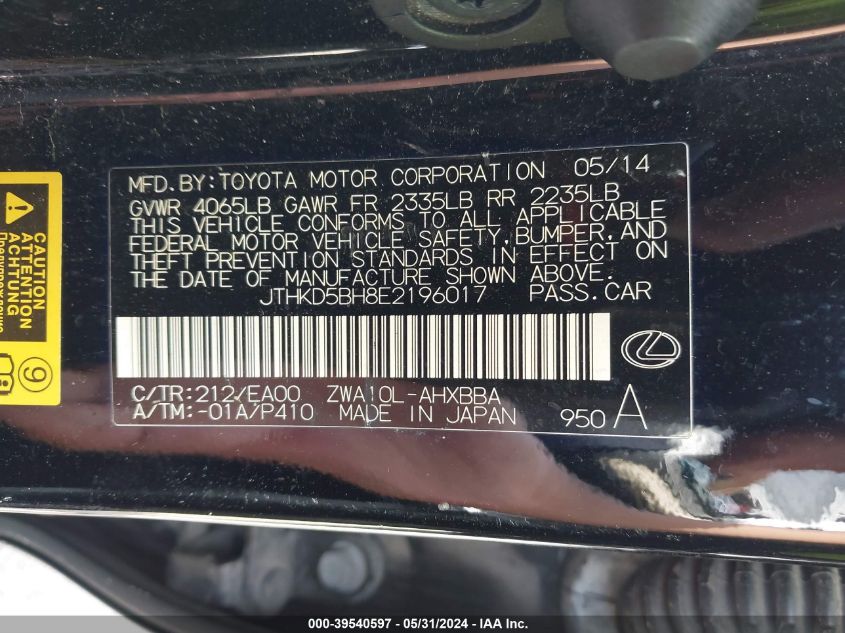 MFD.BY:TOYOTA MOTOR CORPORATION 05/14
GVWR 4065LB GAWR FR 2335LB RR 2235LB
THIS VEHICLE CONFORMS TO ALL APPLICABLE
FEDERAL MOTOR VEHICLE SAFETY,BUMPER,AND
THEFT PREVENTION STANDARDS IN EFFECT ON
THE DATE OF MANUFACTURE SHOWN ABOVE.
JTHKD5BH8E2196017 PASS.CAR
C/TR:212/EA00 ZWA10L-AHXBBA
A/TM:-01A/P410 MADE IN JAPAN 950 A
CAUTION
ATTENTION
ACHTUNG
9
000-39540597 - 05/31/2024 - IAA Inc.